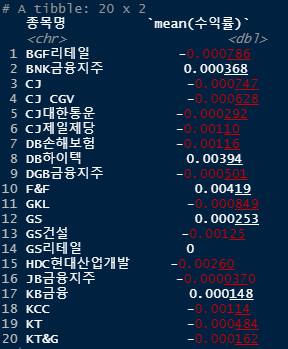 # A tibble: 20 x 2
종목명 `mean(수익률)`
<chr> <dbl>
1 BGF리테일 -0.000786
2 BNK금융지주 0.000368
3 CJ -0.000747
4 CJ CGV -0.000628
5 CJ대한통운 -0.000292
6 CJ제일제당 -0.00110
7 DB손해보험 -0.00116
8 DB하이텍 0.00394
9 DGB금융지주 -0.000501
10 F&F 0.00419
11 GKL -0.000849
12 GS 0.000253
13 GS건설 -0.00125
14 GS리테일 0
15 HDC현대산업개발 -0.00260
16 JB금융지주 -0.0000370
17 KB금융 0.000148
18 KCC -0.00114
19 KT -0.000484
20 KT&G -0.000162